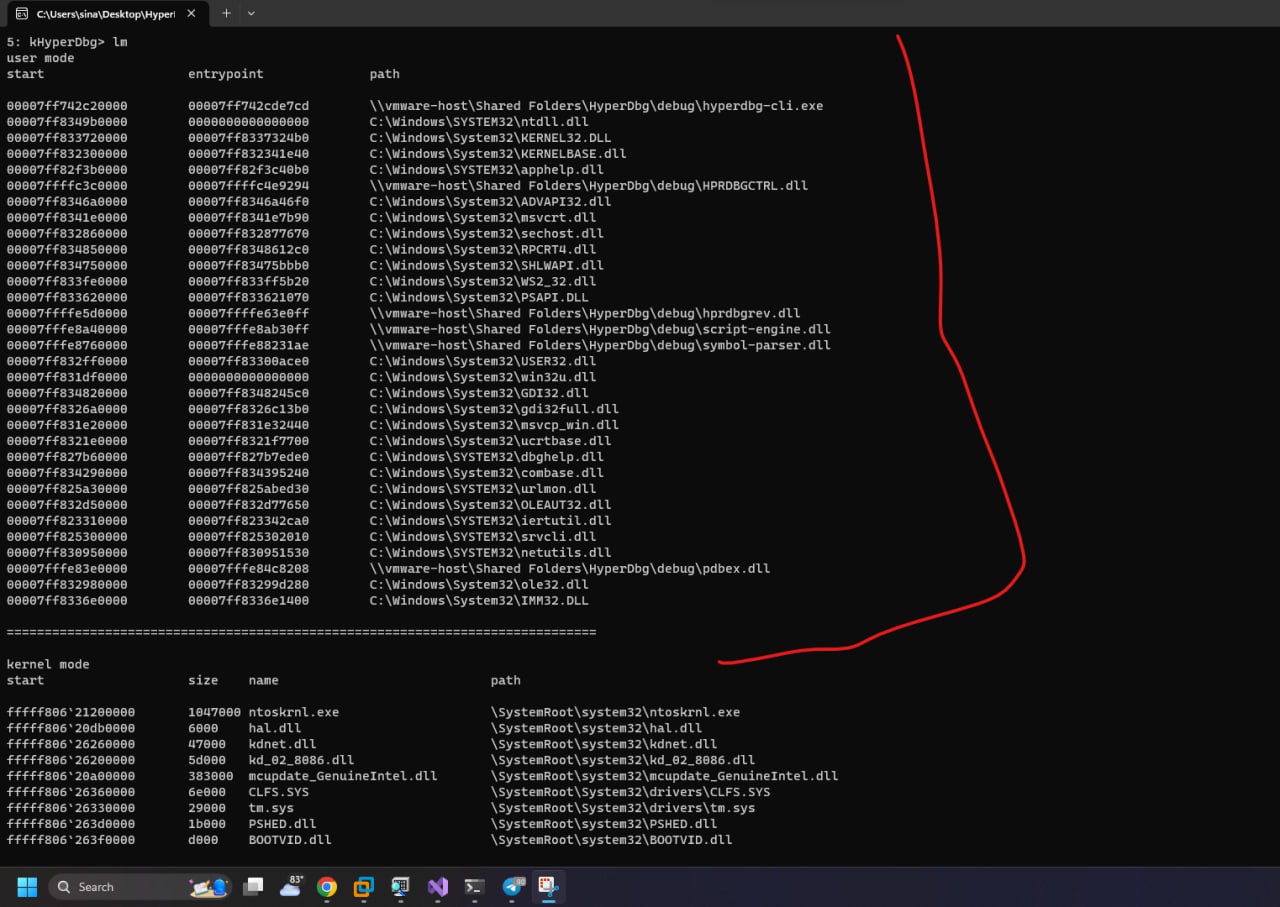 C:\Users\sina\Desktop\Hyper
5: kHyperDbg> lm
user mode
start entrypoint path
00007ff742c20000 00007ff742cde7cd \\vmware-host\Shared Folders\HyperDbg\debug\hyperdbg-cli.exe
00007ff8349b0000 0000000000000000 C:\Windows\SYSTEM32\ntdll.dll
00007ff833720000 00007ff8337324b0 C:\Windows\System32\KERNEL32.DLL
00007ff832300000 00007ff832341e40 C:\Windows\System32\KERNELBASE.dll
00007ff82f3b0000 00007ff82f3c40b0 C:\Windows\SYSTEM32\apphelp.dll
00007ffffc3c0000 00007ffffc4e9294 \\vmware-host\Shared Folders\HyperDbg\debug\HPRDBGCTRL.dll
00007ff8346a0000 00007ff8346a46f0 C:\Windows\System32\ADVAPI32.dll
00007ff8341e0000 00007ff8341e7b90 C:\Windows\System32\msvcrt.dll
00007ff832860000 00007ff832877670 C:\Windows\System32\sechost.dll
00007ff834850000 00007ff8348612c0 C:\Windows\System32\RPCRT4.dll
00007ff834750000 00007ff83475bbb0 C:\Windows\System32\SHLWAPI.dll
00007ff833fe0000 00007ff833ff5b20 C:\Windows\System32\WS2_32.dll
00007ff833620000 00007ff833621070 C:\Windows\System32\PSAPI.DLL
00007ffffe5d0000 00007ffffe63e0ff \\vmware-host\Shared Folders\HyperDbg\debug\hprdbgrev.dll
00007fffe8a40000 00007fffe8ab30ff \\vmware-host\Shared Folders\HyperDbg\debug\script-engine.dll
00007fffe8760000 00007fffe88231ae \\vmware-host\Shared Folders\HyperDbg\debug\symbol-parser.dll
00007ff832ff0000 00007ff83300ace0 C:\Windows\System32\USER32.dll
00007ff831df0000 0000000000000000 C:\Windows\System32\win32u.dll
00007ff834820000 00007ff8348245c0 C:\Windows\System32\GDI32.dll
00007ff8326a0000 00007ff8326c13b0 C:\Windows\System32\gdi32full.dll
00007ff831e20000 00007ff831e32440 C:\Windows\System32\msvcp_win.dll
00007ff8321e0000 00007ff8321f7700 C:\Windows\System32\ucrtbase.dll
00007ff827b60000 00007ff827b7ede0 C:\Windows\SYSTEM32\dbghelp.dll
00007ff834290000 00007ff834395240 C:\Windows\System32\combase.dll
00007ff825a30000 00007ff825abed30 C:\Windows\SYSTEM32\urlmon.dll
00007ff832d50000 00007ff832d77650 C:\Windows\System32\OLEAUT32.dll
00007ff823310000 00007ff823342ca0 C:\Windows\SYSTEM32\iertutil.dll
00007ff825300000 00007ff825302010 C:\Windows\SYSTEM32\srvcli.dll
00007ff830950000 00007ff830951530 C:\Windows\SYSTEM32\netutils.dll
00007fffe83e0000 00007fffe84c8208 \\vmware-host\Shared Folders\HyperDbg\debug\pdbex.dll
00007ff832980000 00007ff83299d280 C:\Windows\System32\ole32.dll
00007ff8336e0000 00007ff8336e1400 C:\Windows\System32\IMM32.DLL
==============================================================================
kernel mode
start size name path
fffff806`21200000 1047000 ntoskrnl.exe \SystemRoot\system32\ntoskrnl.exe
fffff806`20db0000 6000 hal.dll \SystemRoot\system32\hal.dll
fffff806`26260000 47000 kdnet.dll \SystemRoot\system32\kdnet.dll
fffff806`26200000 5d000 kd_02_8086.dll \SystemRoot\system32\kd_02_8086.dll
fffff806`20a00000 383000 mcupdate_GenuineIntel.dll \SystemRoot\system32\mcupdate_GenuineIntel.dll
fffff806`26360000 6e000 CLFS.SYS \SystemRoot\System32\drivers\CLFS.SYS
fffff806`26330000 29000 tm.sys \SystemRoot\System32\drivers\tm.sys
fffff806`263d0000 1b000 PSHED.dll \SystemRoot\system32\PSHED.dll
fffff806`263f0000 d000 BOOTVID.dll \SystemRoot\system32\BOOTVID.dll
Search 83° 90